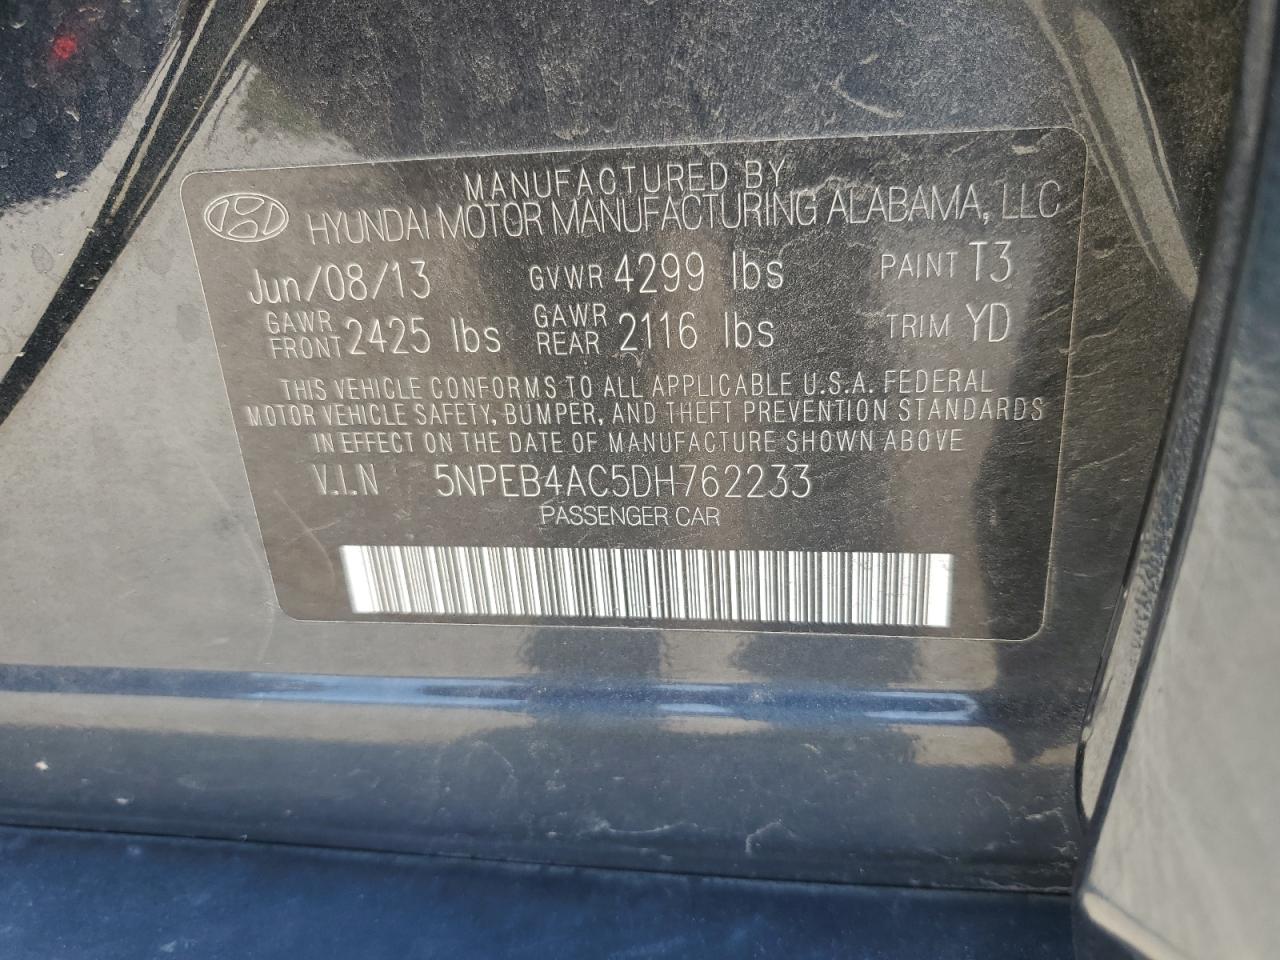 MANUFACTURED BY
HYUNDAI MOTOR MANUFACTURING ALABAMA, LLC
Jun/08/13 GVWR 4299 lbs PAINT T3
GAWR FRONT 2425 lbs GAWR REAR 2116 lbs TRIM YD
THIS VEHICLE CONFORMS TO ALL APPLICABLE U.S.A. FEDERAL
MOTOR VEHICLE SAFETY, BUMPER, AND THEFT PREVENTION STANDARDS
IN EFFECT ON THE DATE OF MANUFACTURE SHOWN ABOVE
V.I.N 5NPEB4AC5DH762233
PASSENGER CAR